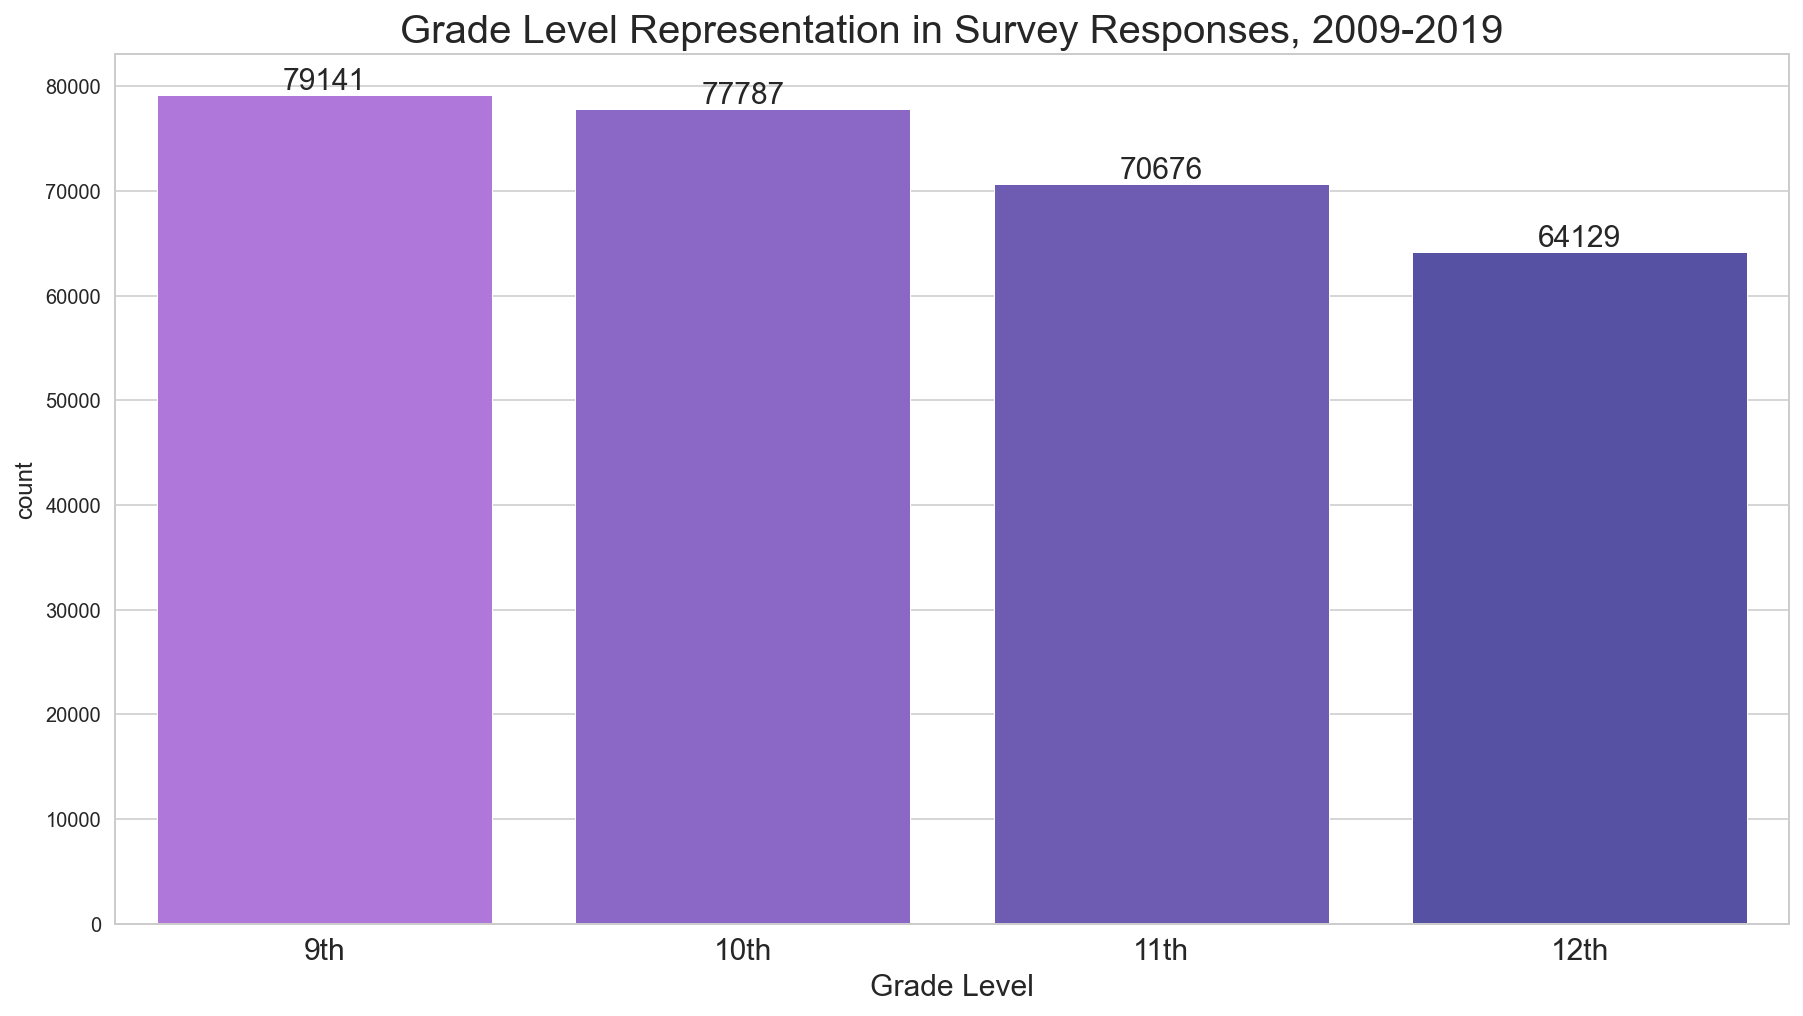 Grade Level Representation in Survey Responses, 2009-2019
80000
70000
60000
50000
40000
30000
20000
10000
0
count
79141
77787
70676
64129
9th
10th
11th
12th
Grade Level